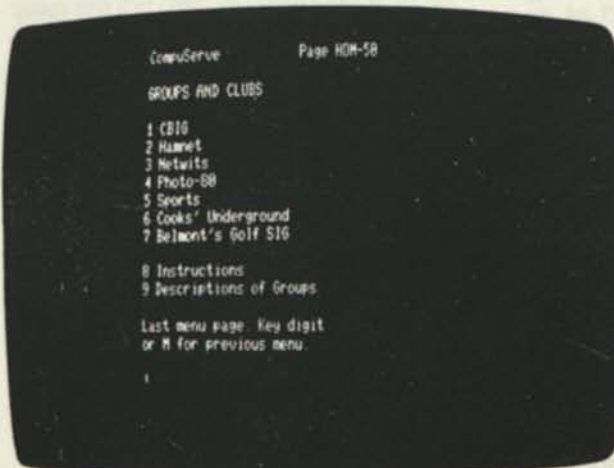 CompuServe Page HOM-50
GROUPS AND CLUBS
1 CBIG
2 Hamnet
3 Netwits
4 Photo-80
5 Sports
6 Cooks' Underground
7 Belmont's Golf SIG
8 Instructions
9 Descriptions of Groups
Last menu page. Key digit
or M for previous menu.
!